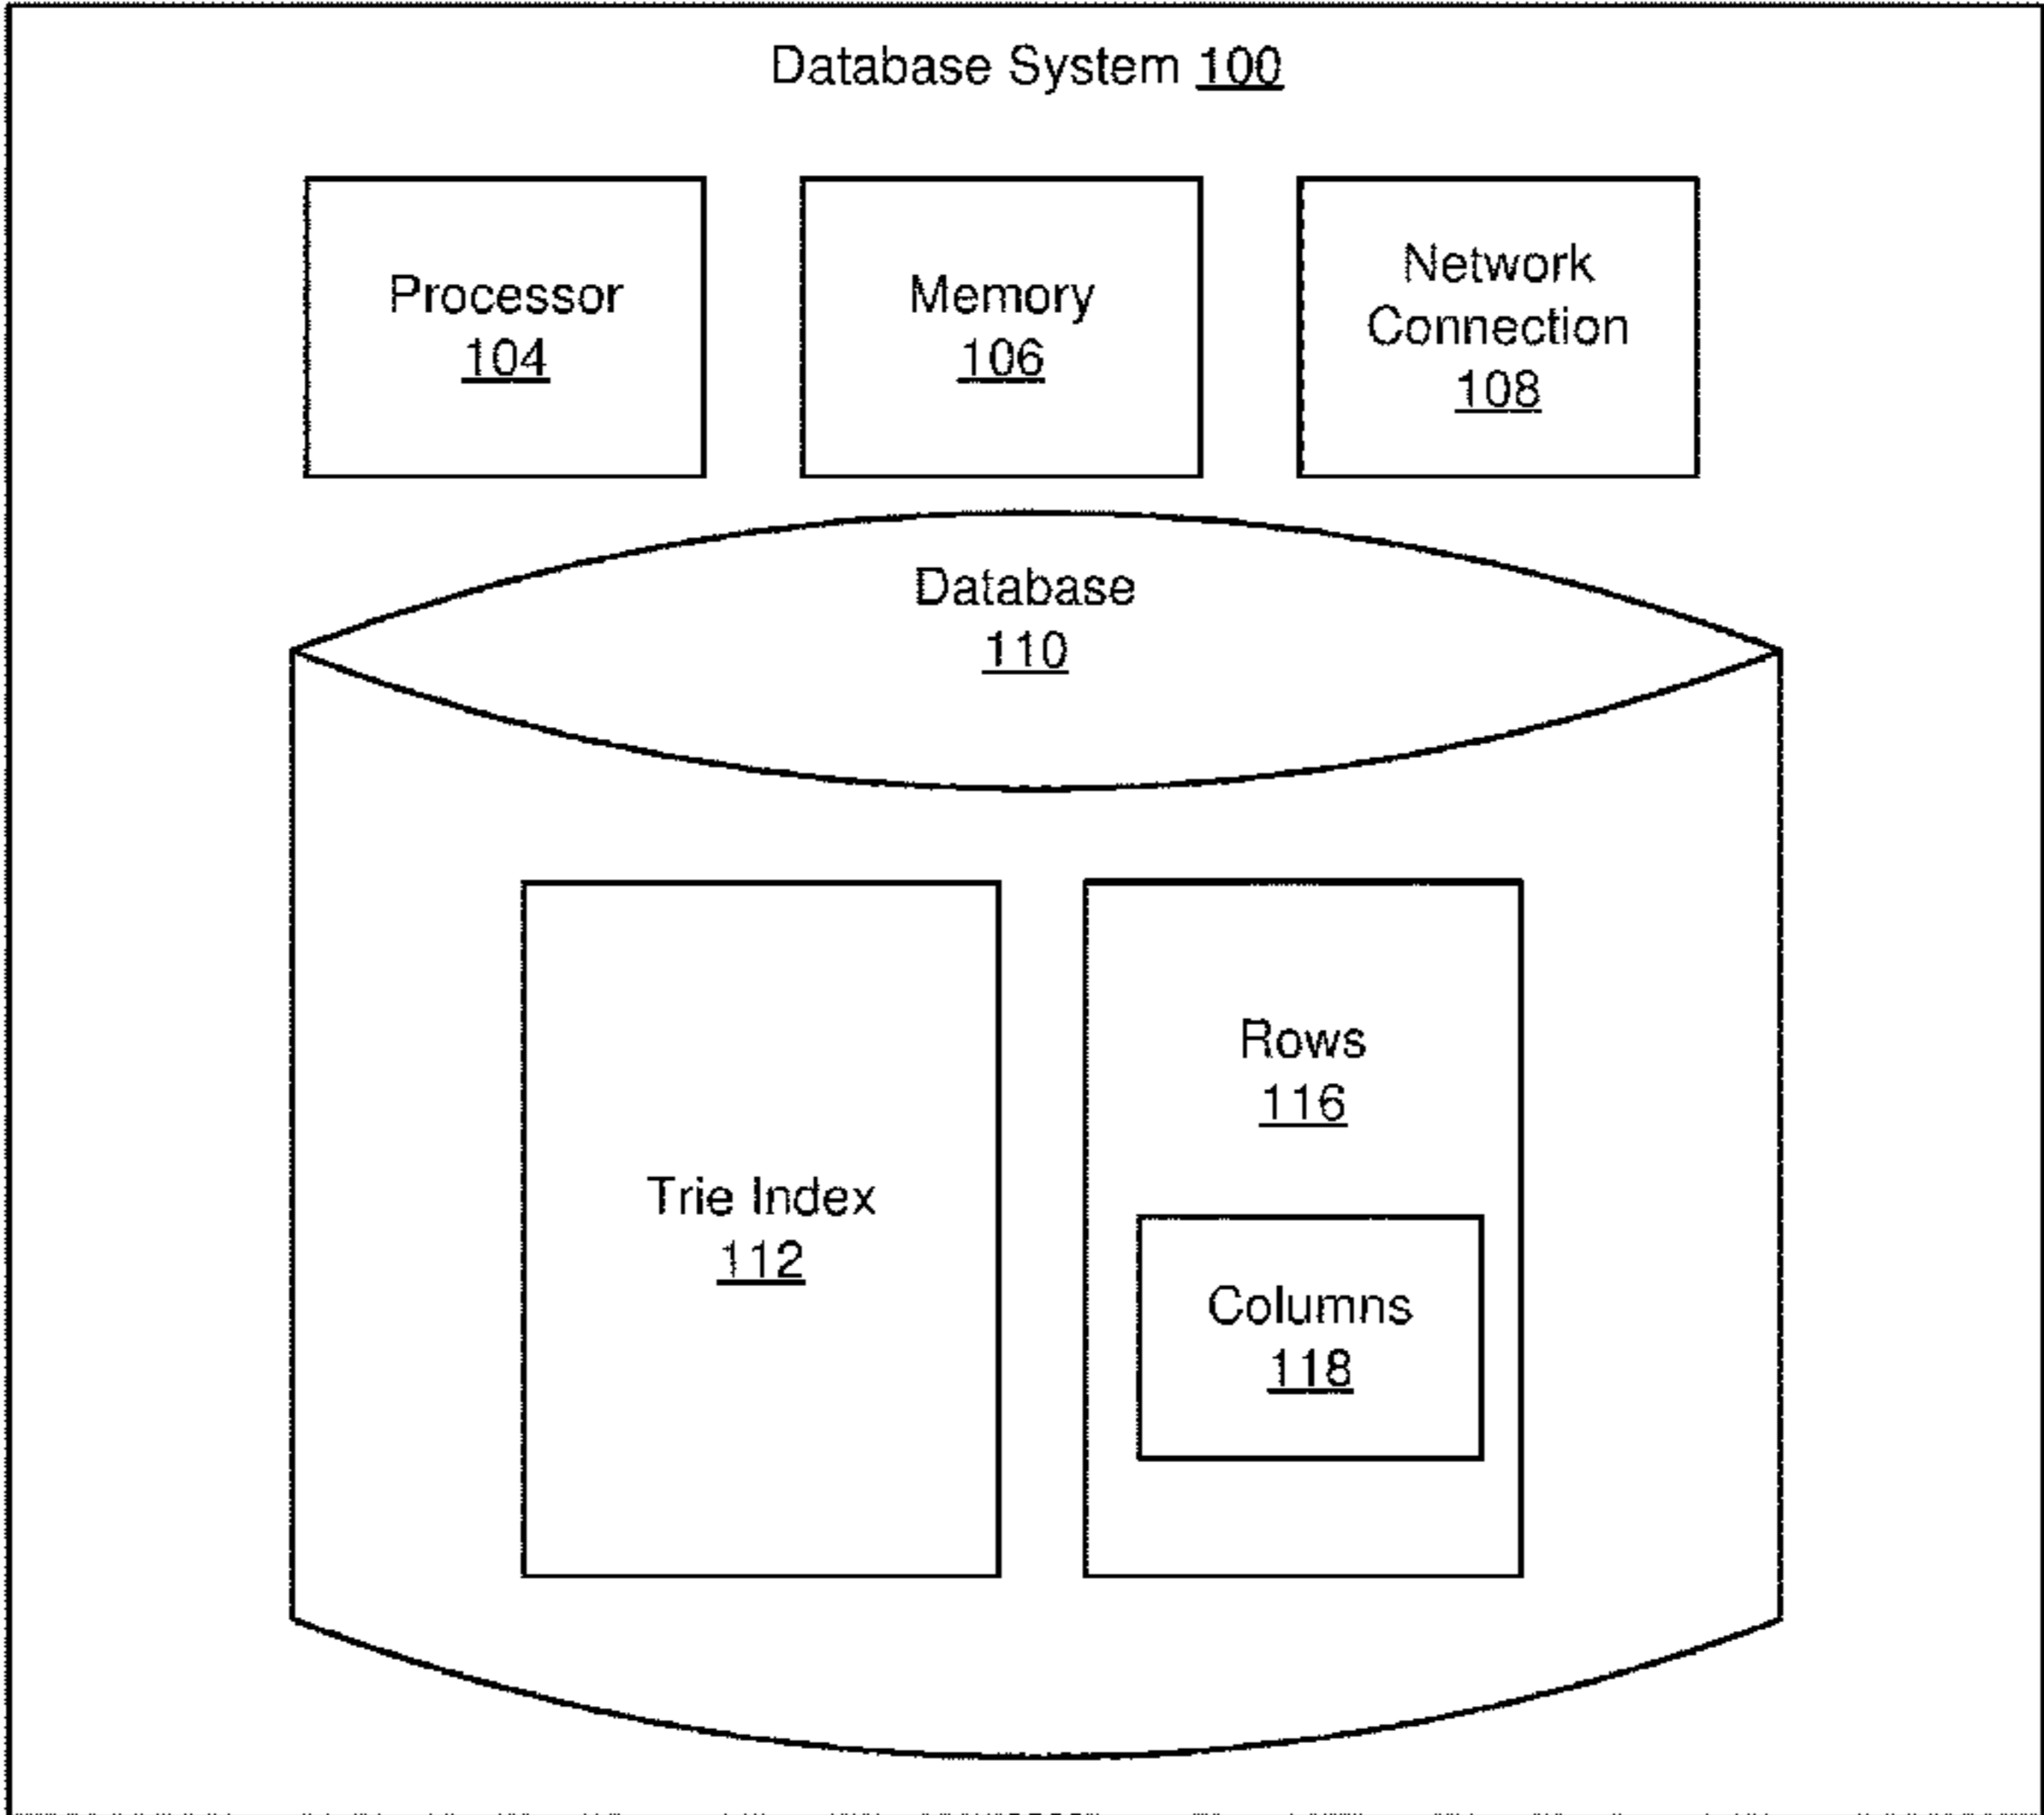 Database System 100
Processor
104
Memory
106
Network
Connection
108
Database
110
Trie Index
112
Rows
116
Columns
118